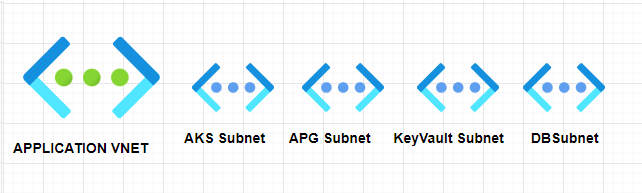 APPLICATION VNET
AKS Subnet
APG Subnet
KeyVault Subnet
DBSubnet